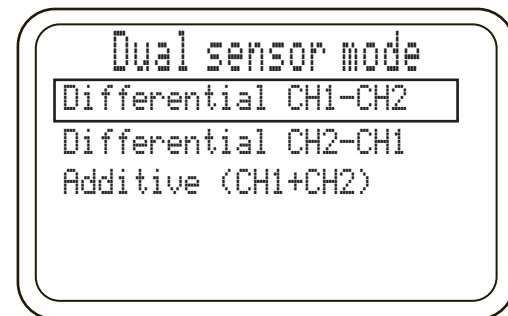 Dual sensor mode
Differential CH1-CH2
Differential CH2-CH1
Additive (CH1+CH2)